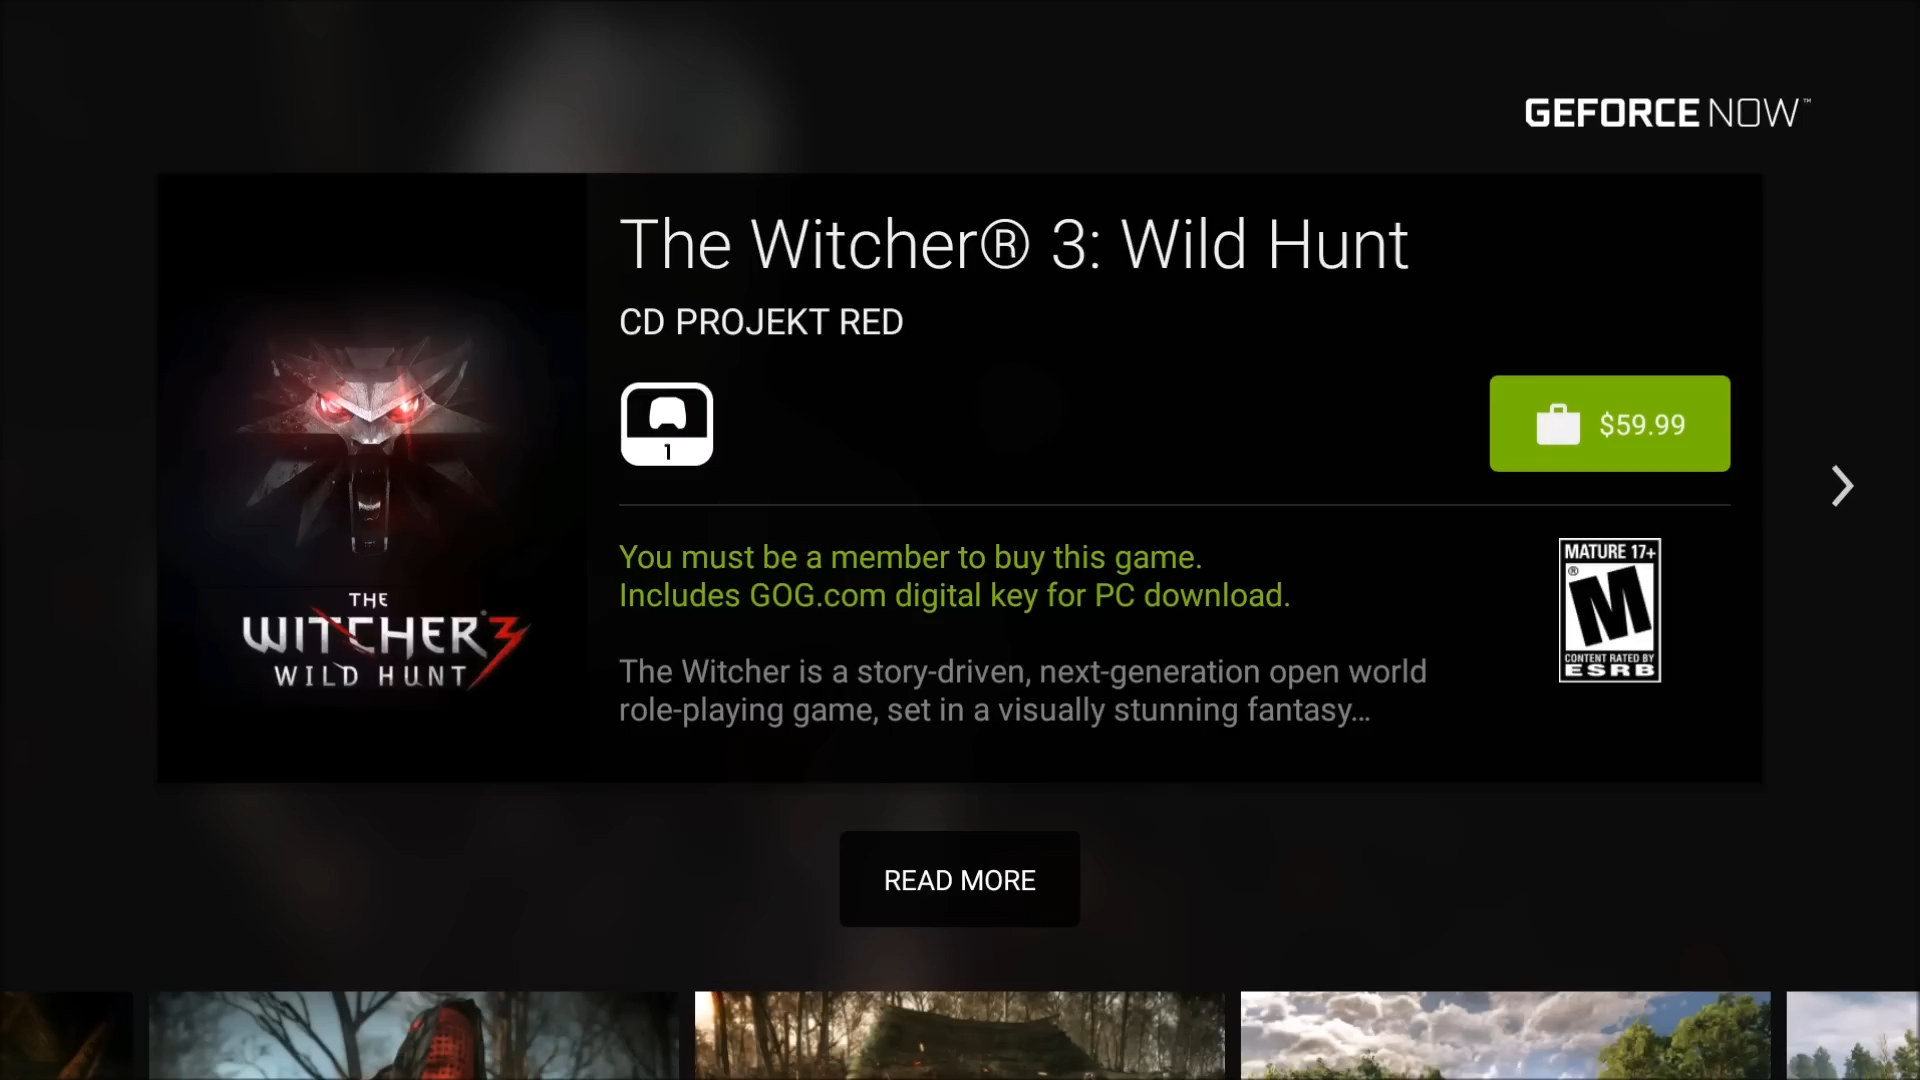 GEFORCE NOW™
The Witcher® 3: Wild Hunt
CD PROJEKT RED
1
$59.99
You must be a member to buy this game.
Includes GOG.com digital key for PC download.
The Witcher is a story-driven, next-generation open world
role-playing game, set in a visually stunning fantasy...
MATURE 17+
®
M
CONTENT RATED BY
ESRB
THE
WITCHER® 3
WILD HUNT
READ MORE